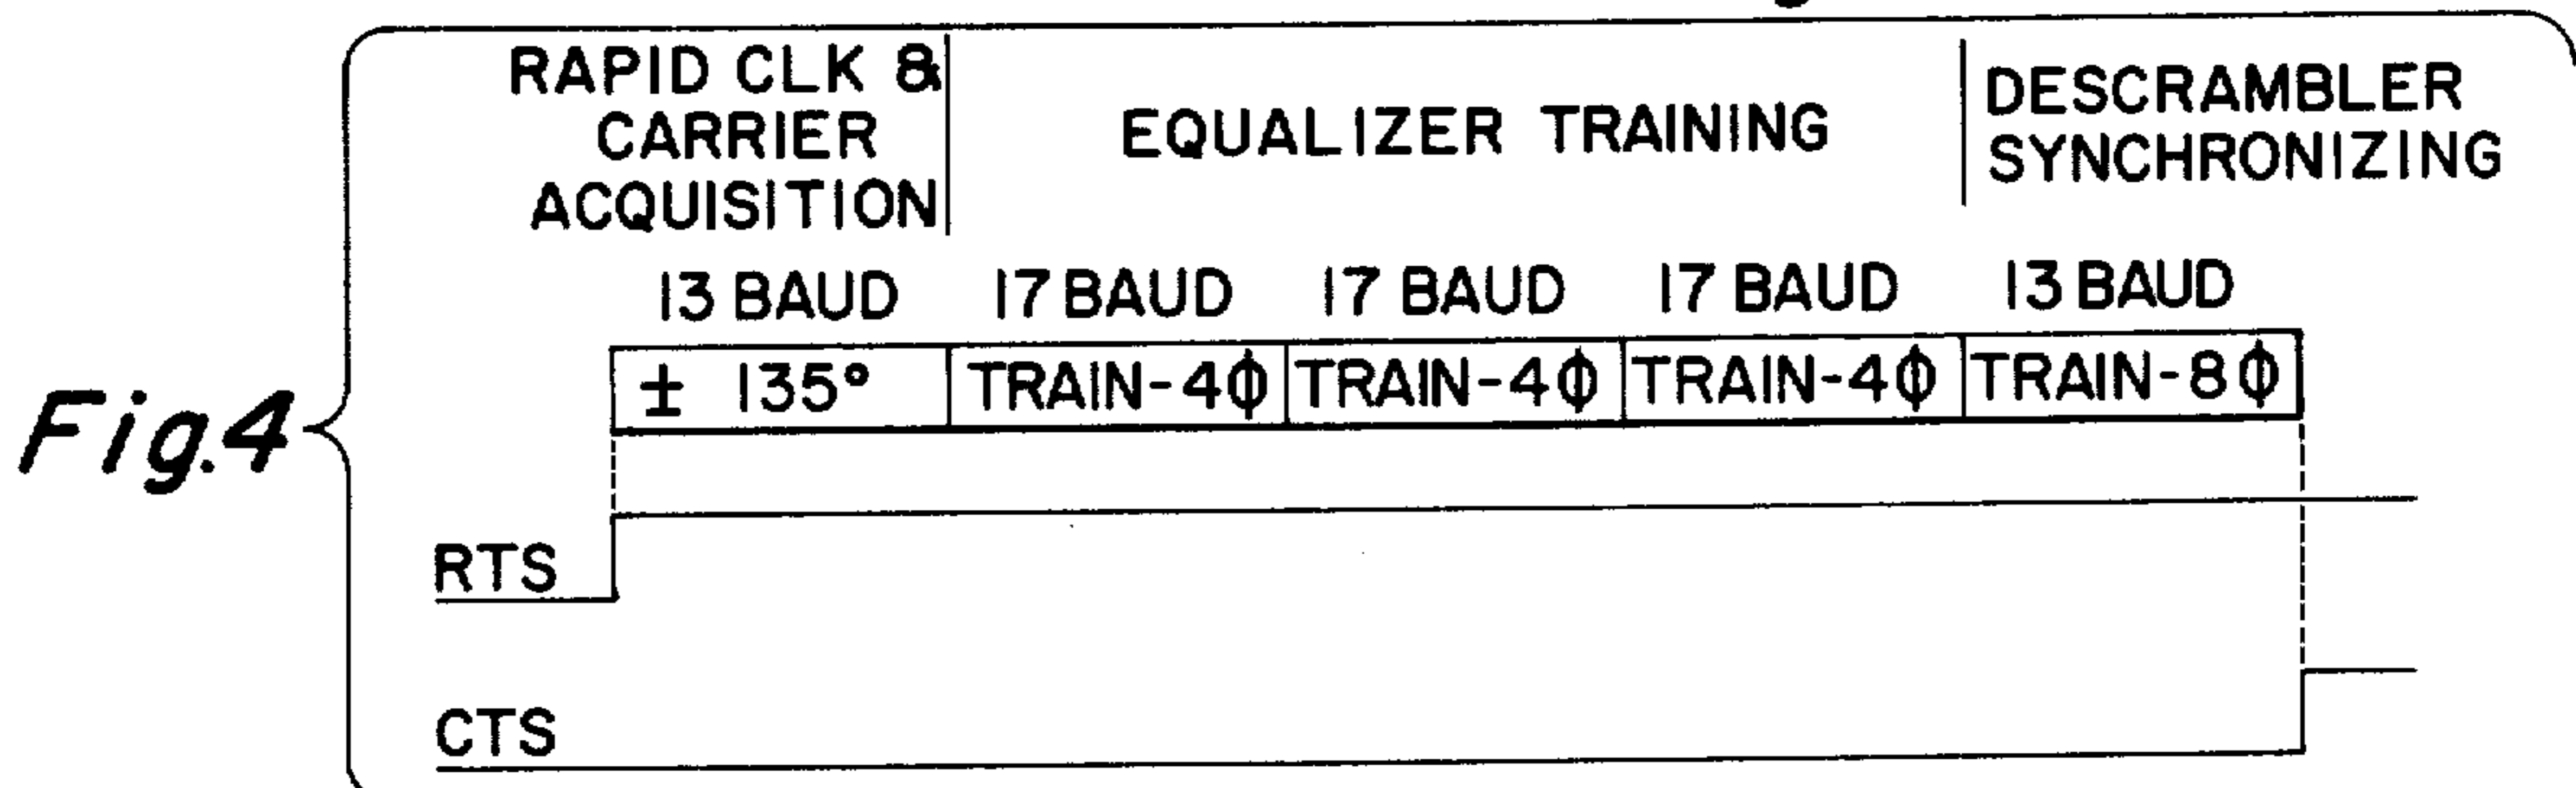 RAPID CLK &
CARRIER
ACQUISITION
EQUALIZER TRAINING
DESCRAMBLER
SYNCHRONIZING
13 BAUD 17 BAUD 17 BAUD 17 BAUD 13 BAUD
± 135° TRAIN-4Φ TRAIN-4Φ TRAIN-4Φ TRAIN-8Φ
Fig.4
RTS
CTS